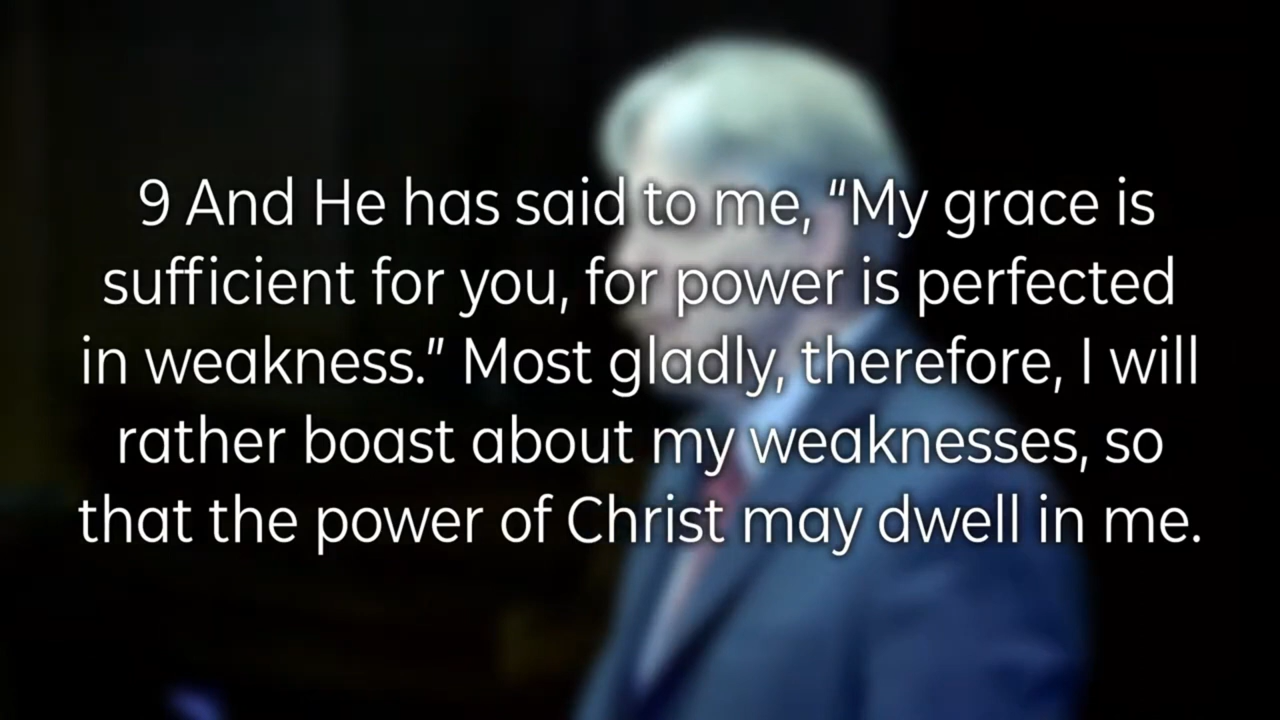 9 And He has said to me, “My grace is
sufficient for you, for power is perfected
in weakness.” Most gladly, therefore, I will
rather boast about my weaknesses, so
that the power of Christ may dwell in me.